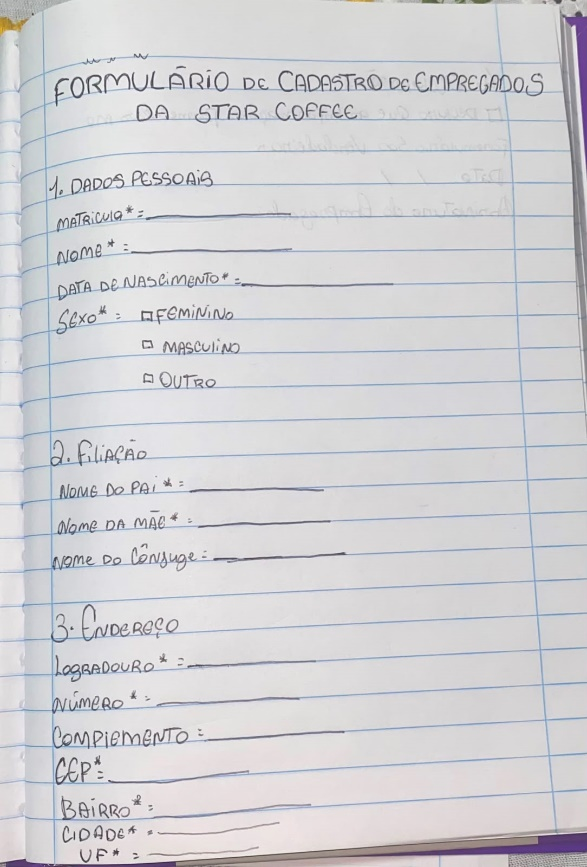 FORMULÁRIO DE CADASTRO DE EMPREGADOS
DA STAR COFFEE
1. DADOS PESSOAIS
MATRICULA*:
NOME*:
DATA DE NASCIMENTO*:
SEXO*: □ FEMININO
□ MASCULINO
□ OUTRO
2. FILIAÇÃO
NOME DO PAI*:
NOME DA MÃE*:
NOME DO CÔNJUGE:
3. ENDEREÇO
LOGRADOURO*:
NÚMERO*:
COMPLEMENTO:
CEP*:
BAIRRO*:
CIDADE*:
UF*: